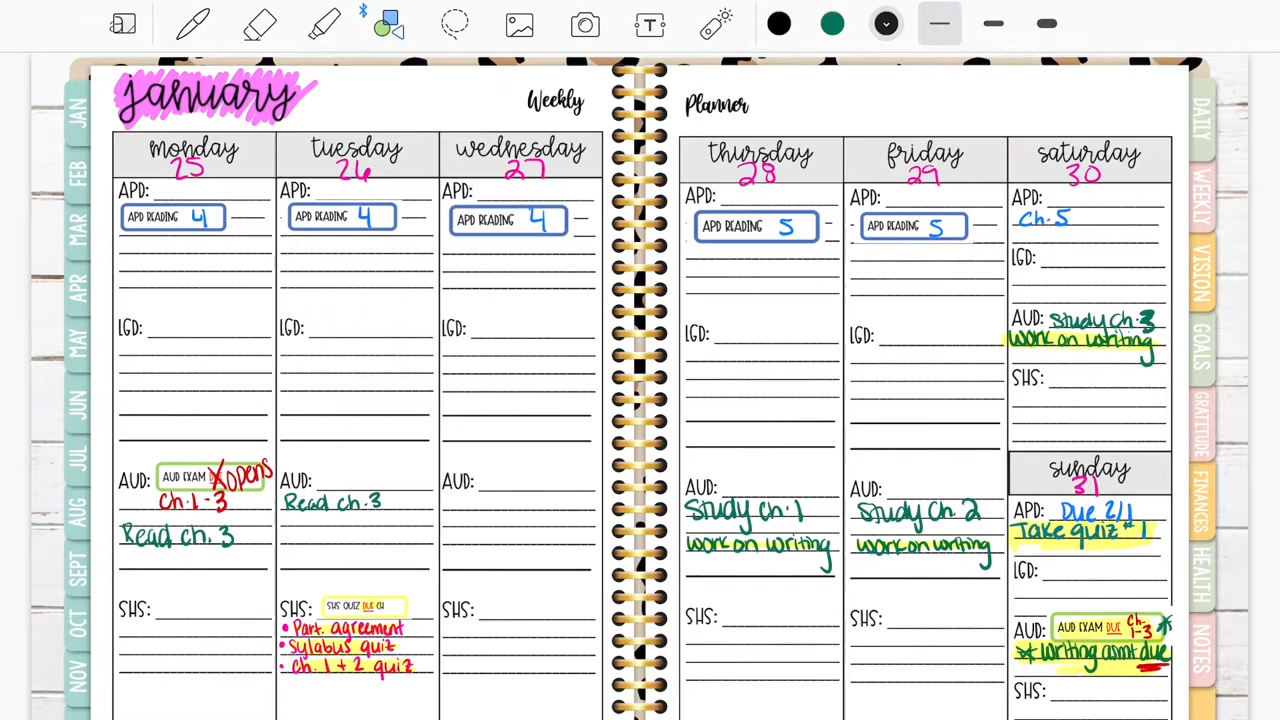 january
Weekly
Planner
JAN
FEB
MAR
APR
MAY
JUN
JUL
AUG
SEPT
OCT
NOV
monday
25
APD:
APD READING 4
LGD:
AUD: AUD EXAM opens
Ch. 1-3
Read ch. 3
SHS:
tuesday
26
APD:
APD READING 4
LGD:
AUD:
Read ch. 3
SHS: SHS QUIZ DUE CH
• Part. agreement
• Sylabus quiz
• Ch. 1 + 2 quiz
wednesday
27
APD:
APD READING 4
LGD:
AUD:
SHS:
thursday
28
APD:
APD READING 5
LGD:
AUD:
Study ch. 1
work on writing
SHS:
friday
29
APD:
APD READING 5
LGD:
AUD:
Study ch. 2
work on writing
SHS:
saturday
30
APD:
Ch. 5
LGD:
AUD: Study ch. 3
work on writing
SHS:
sunday
31
APD: Due 2/1
Take quiz #1
LGD:
AUD: AUD EXAM DUE Ch. 1-3 *
* writing asmt due
SHS:
DAILY
WEEKLY
VISION
GOALS
GRATITUDE
FINANCES
HEALTH
NOTES